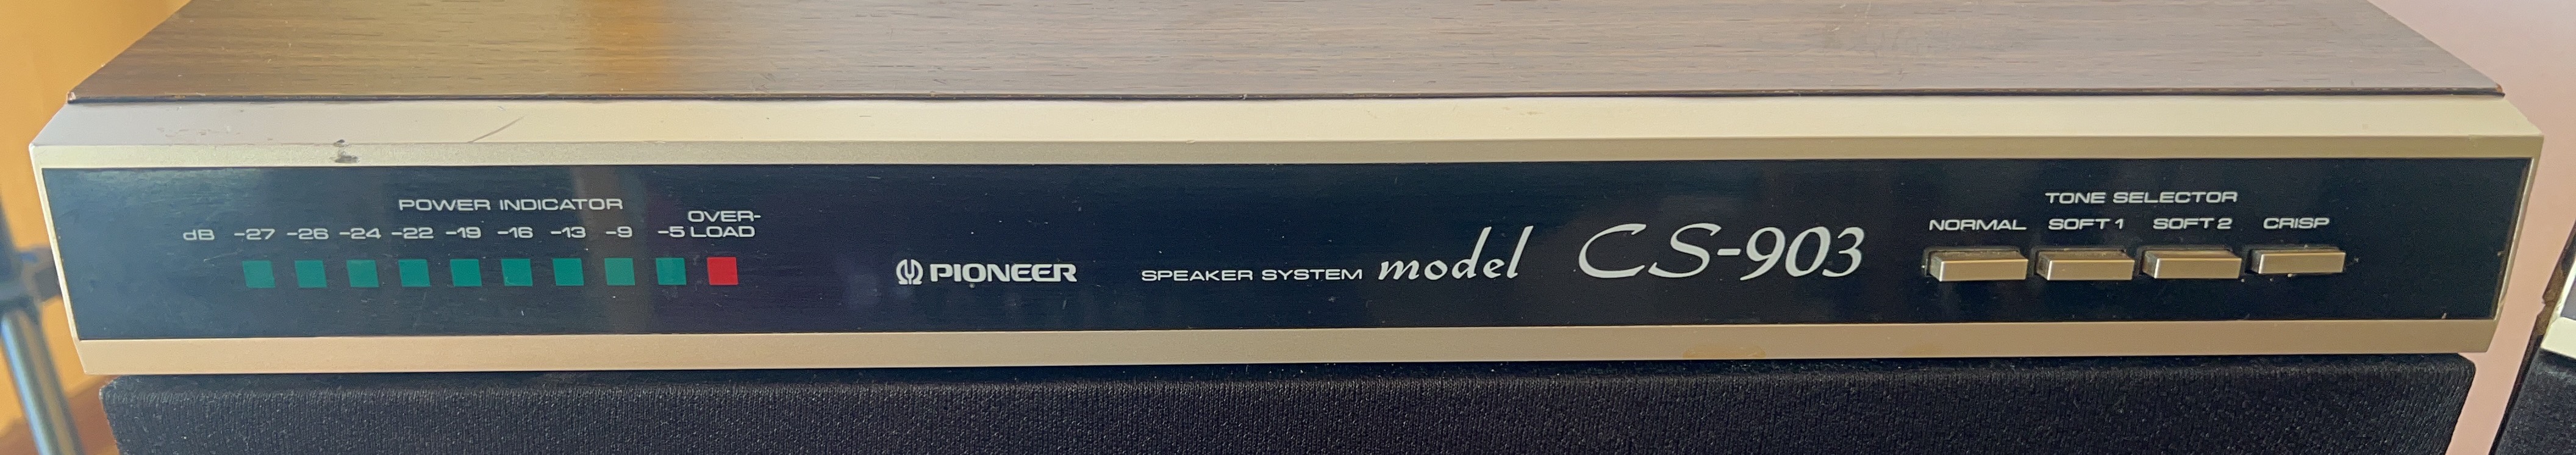 POWER INDICATOR
dB -27 -26 -24 -22 -19 -16 -13 -9 -5 OVER-
LOAD
PIONEER SPEAKER SYSTEM model CS-903
TONE SELECTOR
NORMAL SOFT 1 SOFT 2 CRISP